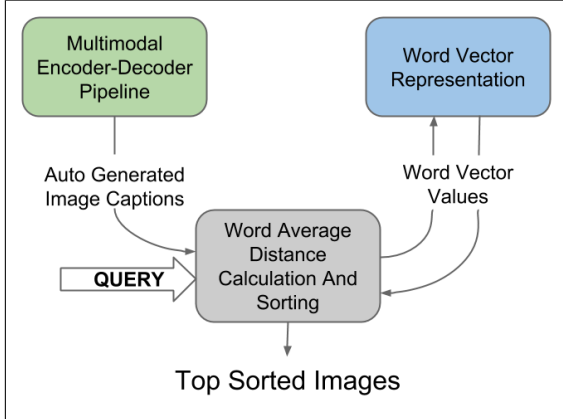 Multimodal
Encoder-Decoder
Pipeline
Word Vector
Representation
Auto Generated
Image Captions
Word Vector
Values
Word Average
Distance
Calculation And
Sorting
QUERY
Top Sorted Images